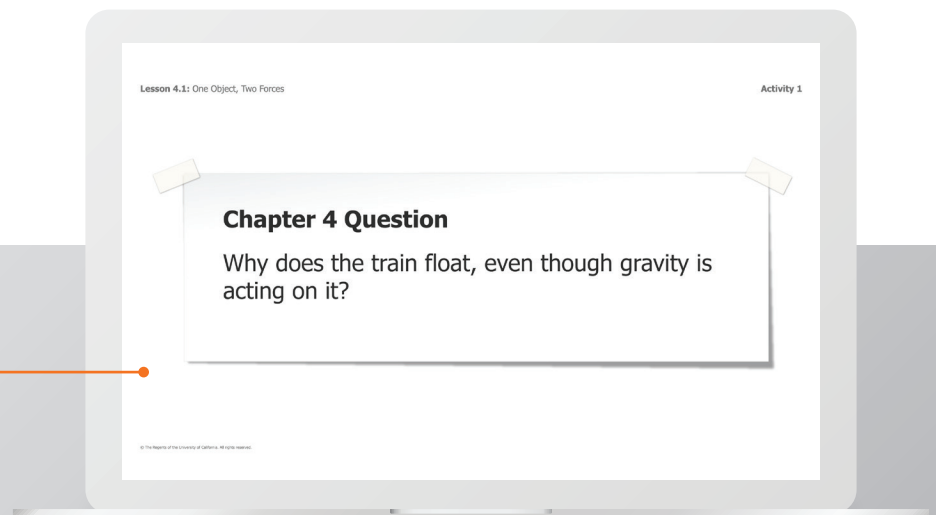 Lesson 4.1: One Object, Two Forces
Activity 1
Chapter 4 Question
Why does the train float, even though gravity is
acting on it?
© The Regents of the University of California. All rights reserved.